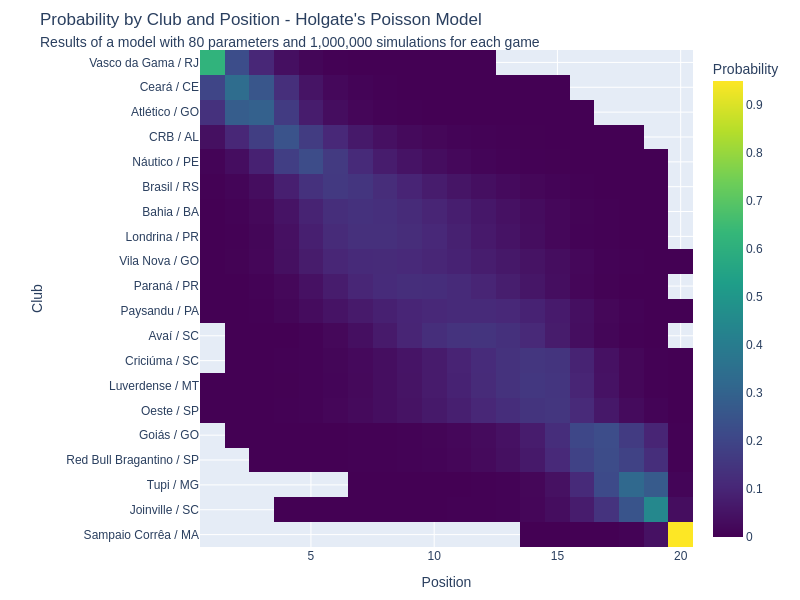 Probability by Club and Position - Holgate's Poisson Model
Results of a model with 80 parameters and 1,000,000 simulations for each game
Probability
Vasco da Gama / RJ
Ceará / CE
Atlético / GO
CRB / AL
Náutico / PE
Brasil / RS
Bahia / BA
Londrina / PR
Vila Nova / GO
Paraná / PR
Paysandu / PA
Avaí / SC
Criciúma / SC
Luverdense / MT
Oeste / SP
Goiás / GO
Red Bull Bragantino / SP
Tupi / MG
Joinville / SC
Sampaio Corrêa / MA
Club
0.9
0.8
0.7
0.6
0.5
0.4
0.3
0.2
0.1
0
5 10 15 20
Position